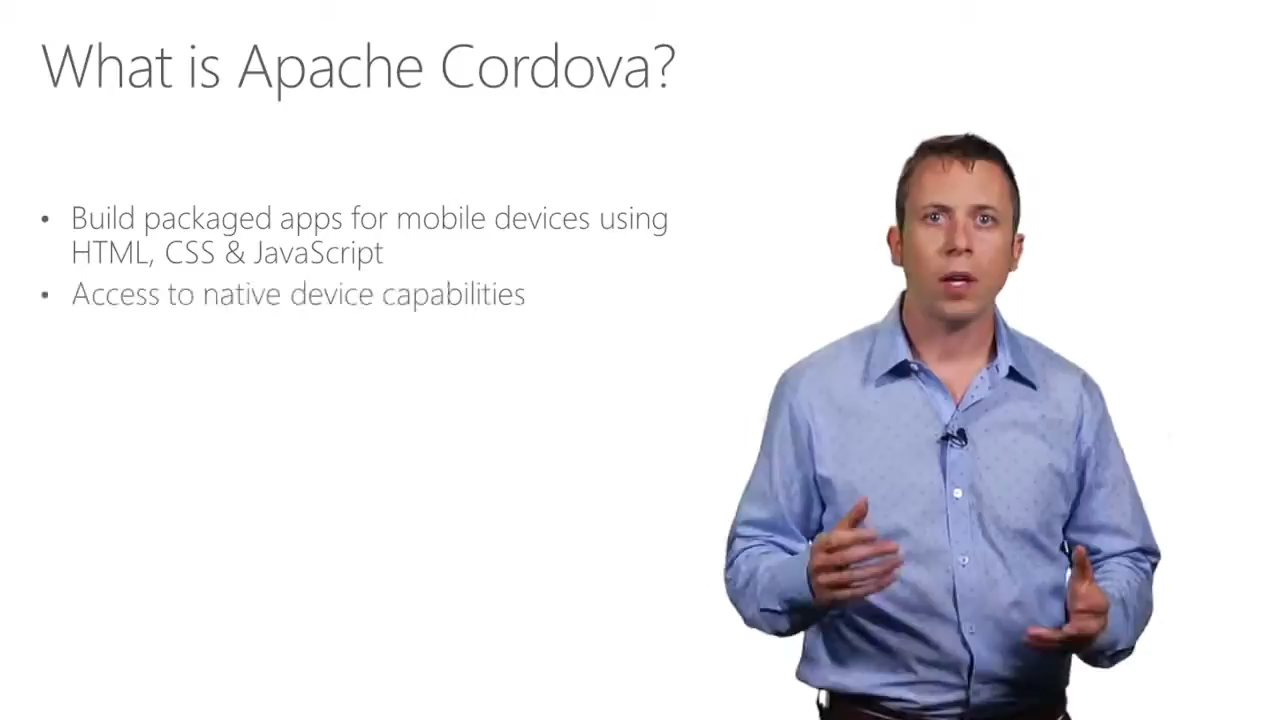 What is Apache Cordova?
• Build packaged apps for mobile devices using
HTML, CSS & JavaScript
• Access to native device capabilities